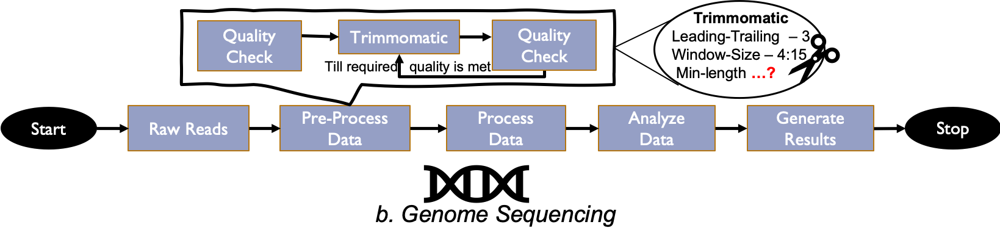 Quality
Check
Trimmomatic
Quality
Check
Till required quality is met
Trimmomatic
Leading-Trailing – 3
Window-Size – 4:15
Min-length ...?
Start
Raw Reads
Pre-Process
Data
Process
Data
Analyze
Data
Generate
Results
Stop
b. Genome Sequencing